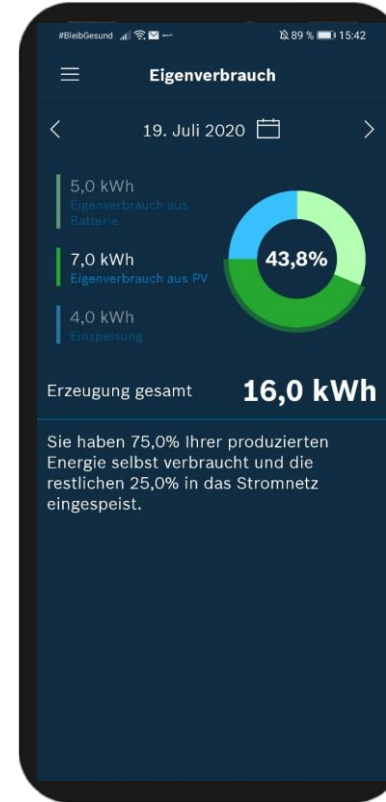 #BleibGesund 89 % 15:42
Eigenverbrauch
19. Juli 2020
5,0 kWh
Eigenverbrauch aus
Batterie
7,0 kWh
Eigenverbrauch aus PV
4,0 kWh
Einspeisung
43,8%
Erzeugung gesamt 16,0 kWh
Sie haben 75,0% Ihrer produzierten
Energie selbst verbraucht und die
restlichen 25,0% in das Stromnetz
eingespeist.